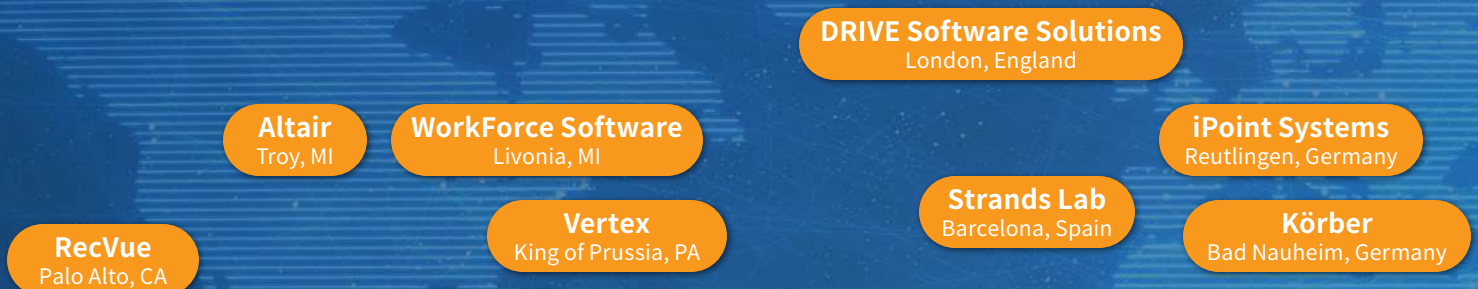 DRIVE Software Solutions
London, England
Altair
Troy, MI
WorkForce Software
Livonia, MI
iPoint Systems
Reutlingen, Germany
Strands Lab
Barcelona, Spain
Vertex
King of Prussia, PA
Körber
Bad Nauheim, Germany
RecVue
Palo Alto, CA